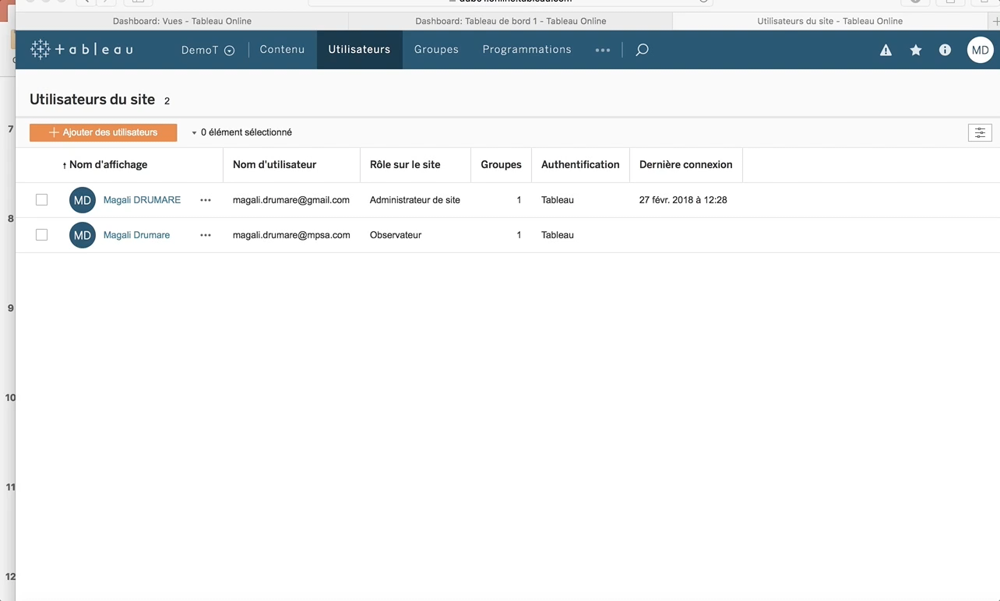 Dashboard: Vues - Tableau Online
Dashboard: Tableau de bord 1 - Tableau Online
Utilisateurs du site - Tableau Online
+ a b | e a u
DemoT
Contenu
Utilisateurs
Groupes
Programmations
MD
Utilisateurs du site 2
Ajouter des utilisateurs
0 élément sélectionné
↑ Nom d'affichage
Nom d'utilisateur
Rôle sur le site
Groupes
Authentification
Dernière connexion
MD Magali DRUMARE ••• magali.drumare@gmail.com Administrateur de site 1 Tableau 27 févr. 2018 à 12:28
MD Magali Drumare ••• magali.drumare@mpsa.com Observateur 1 Tableau
7
8
9
10
11
12